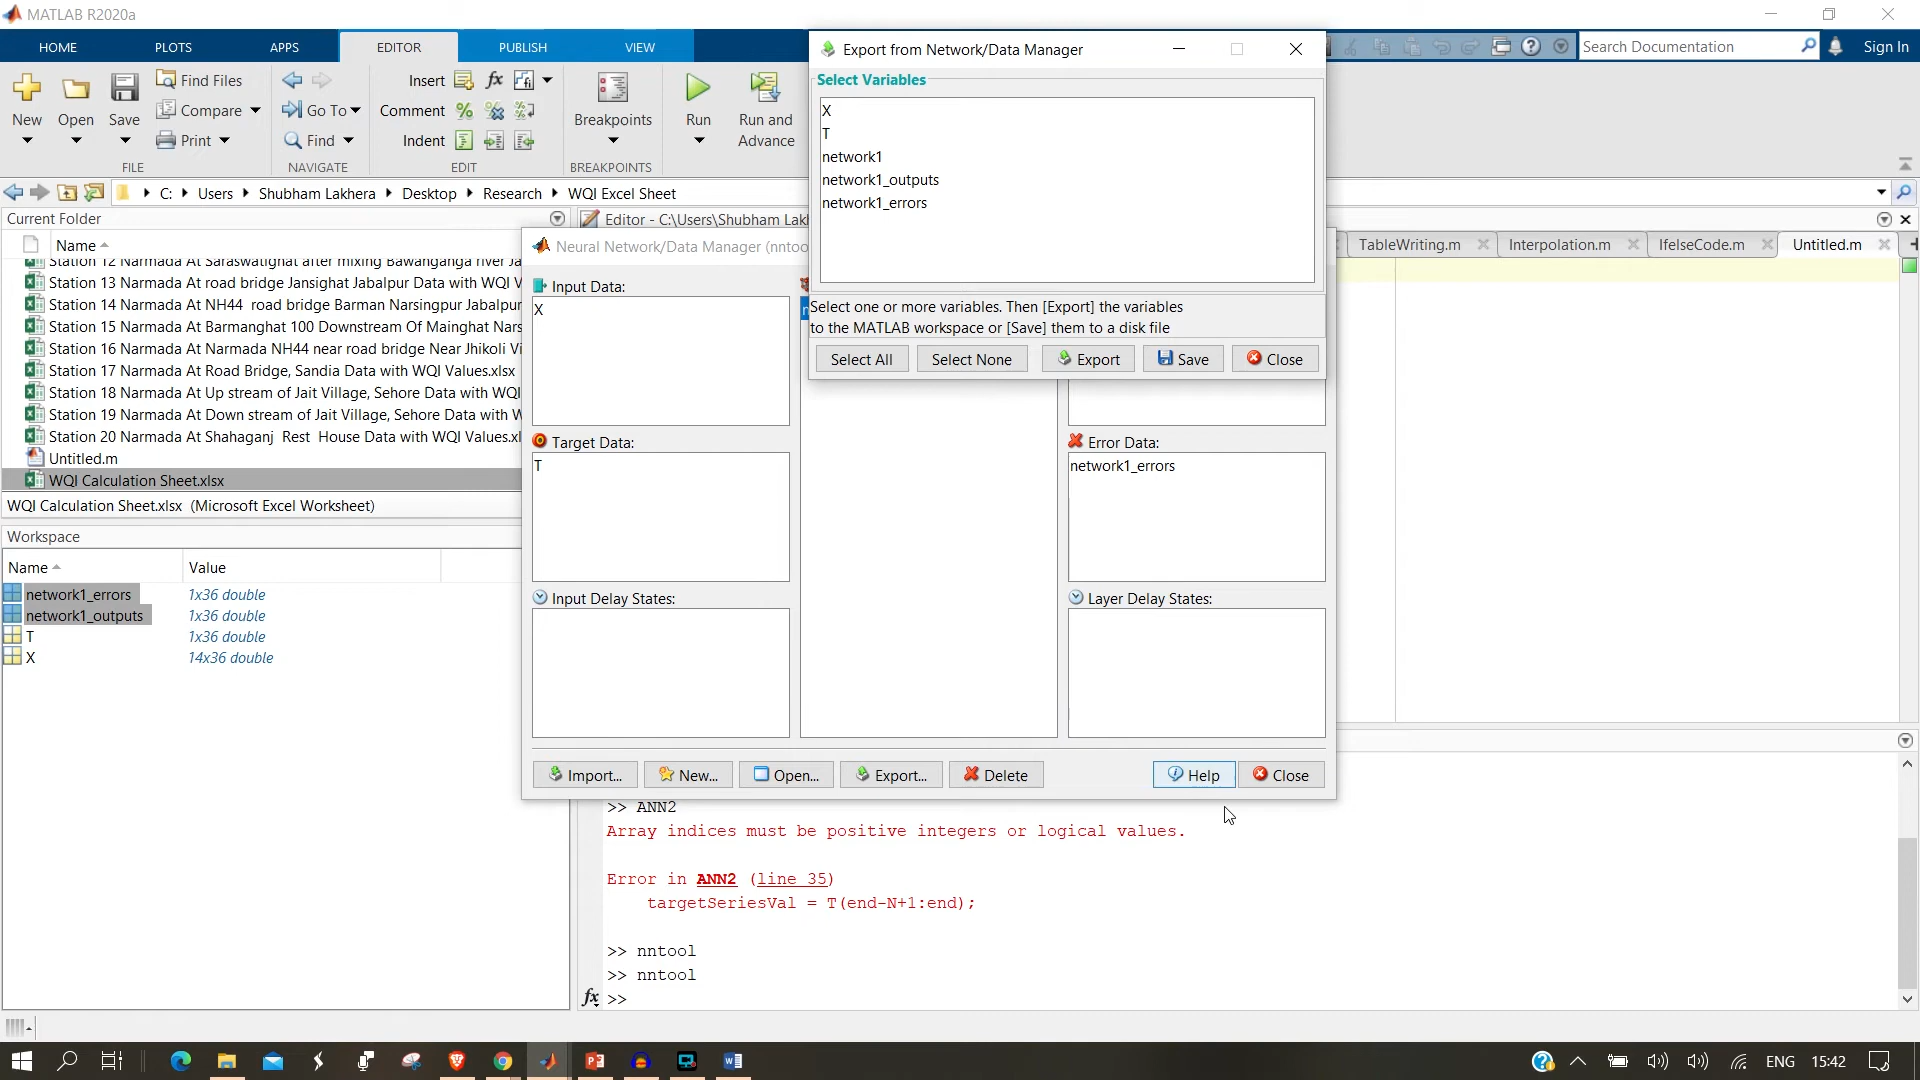 MATLAB R2020a
HOME
PLOTS
APPS
EDITOR
PUBLISH
VIEW
Search Documentation
Sign In
New
Open
Save
Find Files
Compare
Print
FILE
Go To
Find
NAVIGATE
Insert
fx
Comment
Indent
EDIT
Breakpoints
BREAKPOINTS
Run
Run and
Advance
C:
Users
Shubham Lakhera
Desktop
Research
WQI Excel Sheet
Current Folder
Name
Station 12 Narmada At Saraswatighat after mixing Bawanganga river Ja
Station 13 Narmada At road bridge Jansighat Jabalpur Data with WQI V
Station 14 Narmada At NH44 road bridge Barman Narsingpur Jabalpur
Station 15 Narmada At Barmanghat 100 Downstream Of Mainghat Nars
Station 16 Narmada At Narmada NH44 near road bridge Near Jhikoli Vi
Station 17 Narmada At Road Bridge, Sandia Data with WQI Values.xlsx
Station 18 Narmada At Up stream of Jait Village, Sehore Data with WQI
Station 19 Narmada At Down stream of Jait Village, Sehore Data with W
Station 20 Narmada At Shahaganj Rest House Data with WQI Values.xl
Untitled.m
WQI Calculation Sheet.xlsx
WQI Calculation Sheet.xlsx (Microsoft Excel Worksheet)
Workspace
Name
Value
network1_errors 1x36 double
network1_outputs 1x36 double
T 1x36 double
X 14x36 double
Editor - C:\Users\Shubham Lakh
TableWriting.m
Interpolation.m
IfelseCode.m
Untitled.m
Neural Network/Data Manager (nntoo
Input Data:
X
Target Data:
T
Input Delay States:
Error Data:
network1_errors
Layer Delay States:
Import...
New...
Open...
Export...
Delete
Help
Close
Export from Network/Data Manager
Select Variables
X
T
network1
network1_outputs
network1_errors
Select one or more variables. Then [Export] the variables
to the MATLAB workspace or [Save] them to a disk file
Select All
Select None
Export
Save
Close
>> ANN2
Array indices must be positive integers or logical values.
Error in ANN2 (line 35)
targetSeriesVal = T(end-N+1:end);
>> nntool
>> nntool
fx >>
ENG
15:42